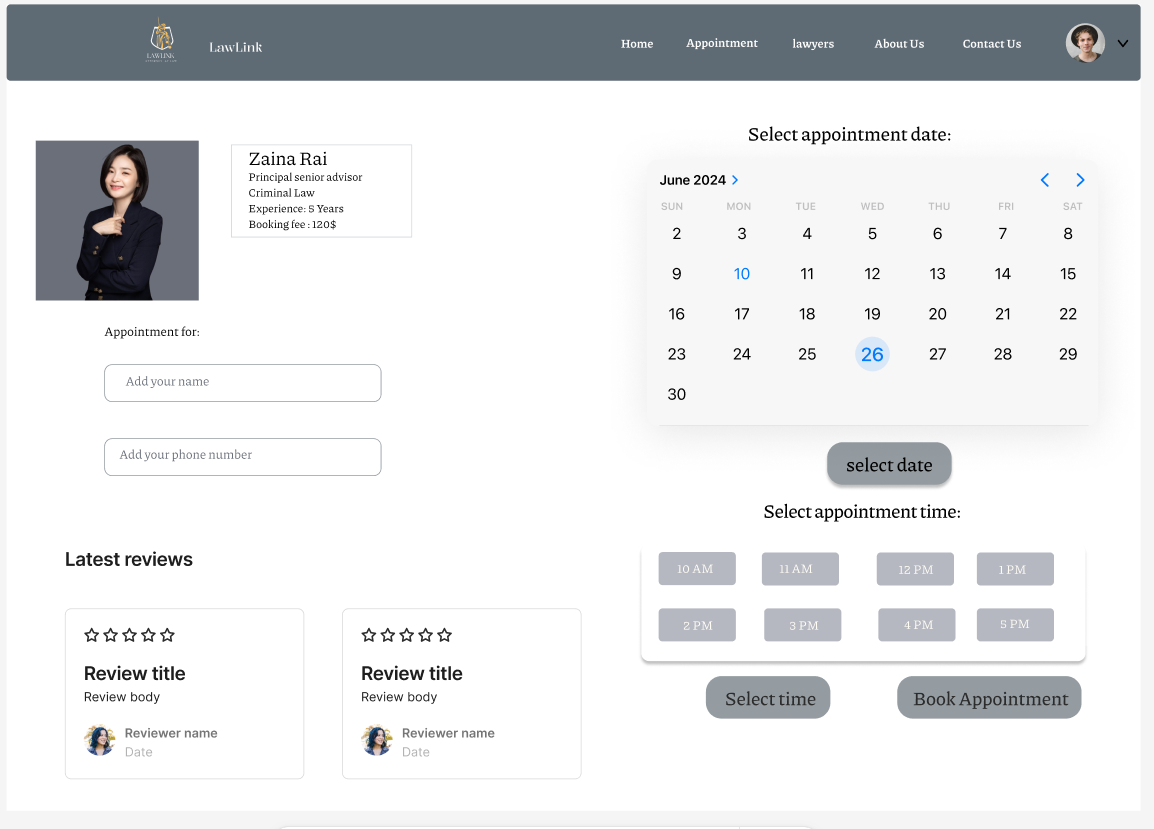 LAWLINK
LawLink
Home
Appointment
lawyers
About Us
Contact Us
Zaina Rai
Principal senior advisor
Criminal Law
Experience: 5 Years
Booking fee : 120$
Appointment for:
Add your name
Add your phone number
Select appointment date:
June 2024
SUN MON TUE WED THU FRI SAT
2 3 4 5 6 7 8
9 10 11 12 13 14 15
16 17 18 19 20 21 22
23 24 25 26 27 28 29
30
select date
Select appointment time:
10 AM 11 AM 12 PM 1 PM
2 PM 3 PM 4 PM 5 PM
Select time
Book Appointment
Latest reviews
Review title
Review body
Reviewer name
Date
Review title
Review body
Reviewer name
Date